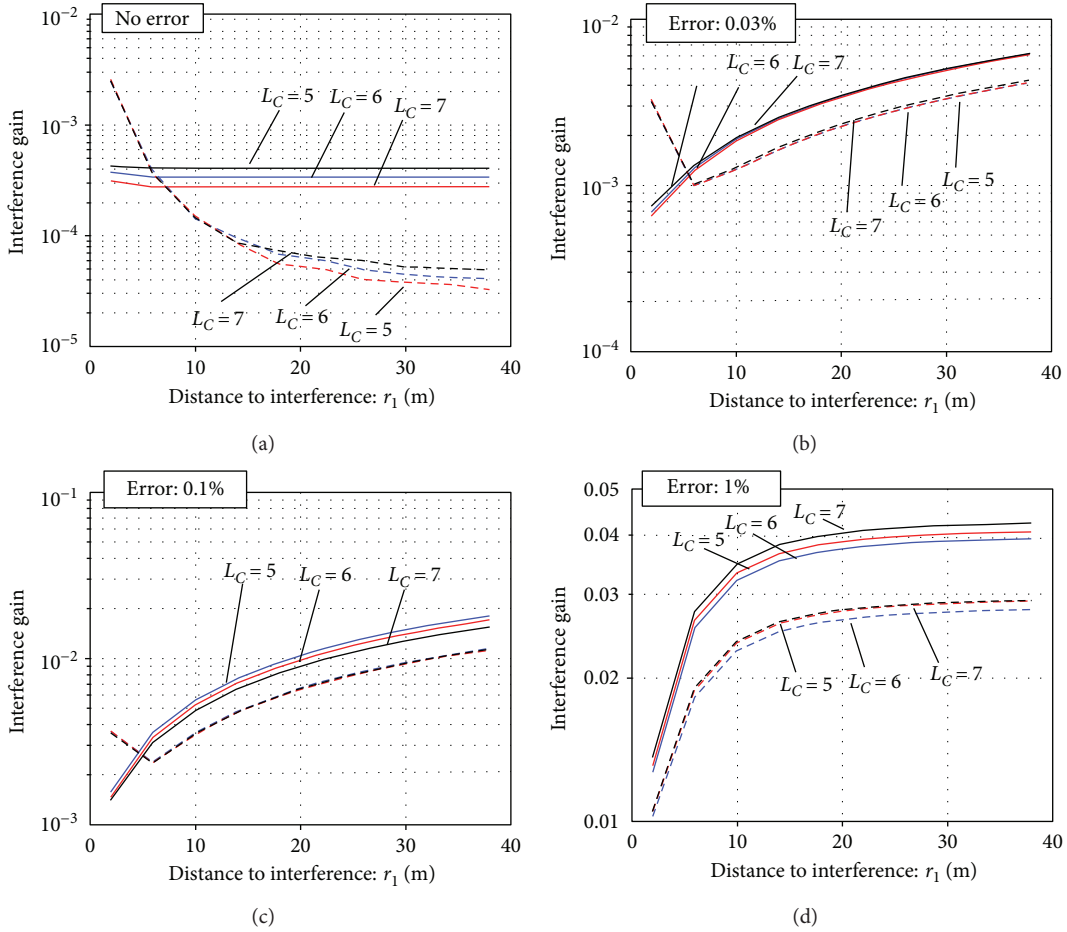 No error
10⁻²
10⁻³
10⁻⁴
10⁻⁵
Interference gain
L_C = 5
L_C = 6
L_C = 7
L_C = 7
L_C = 6
L_C = 5
0 10 20 30 40
Distance to interference: r₁ (m)
(a)
Error: 0.03%
10⁻²
10⁻³
10⁻⁴
Interference gain
L_C = 6
L_C = 7
L_C = 5
L_C = 6
L_C = 7
0 10 20 30 40
Distance to interference: r₁ (m)
(b)
Error: 0.1%
10⁻¹
10⁻²
10⁻³
Interference gain
L_C = 5
L_C = 6
L_C = 7
0 10 20 30 40
Distance to interference: r₁ (m)
(c)
Error: 1%
0.05
0.04
0.03
0.02
0.01
Interference gain
L_C = 7
L_C = 6
L_C = 5
L_C = 5
L_C = 6
L_C = 7
0 10 20 30 40
Distance to interference: r₁ (m)
(d)